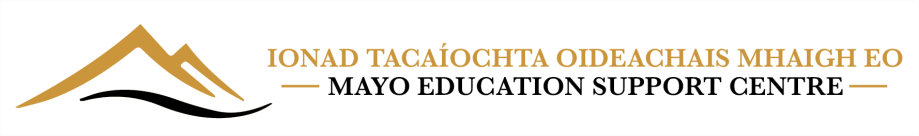 IONAD TACAÍOCHTA OIDEACHAIS MHAIGH EO
MAYO EDUCATION SUPPORT CENTRE